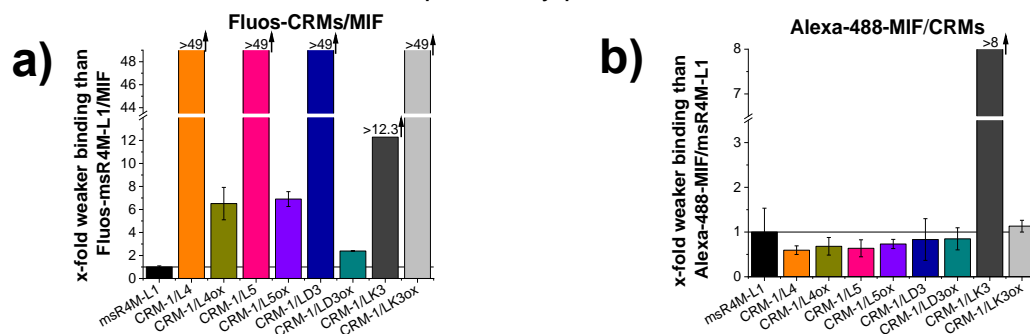 Fluos-CRMs/MIF
a)
x-fold weaker binding than
Fluos-msR4M-L1/MIF
48
46
44
12
10
8
6
4
2
0
>49
>49
>49
>12.3
>49
msR4M-L1
CRM-1/L4
CRM-1/L4ox
CRM-1/L5
CRM-1/L5ox
CRM-1/LD3
CRM-1/LD3ox
CRM-1/LK3
CRM-1/LK3ox
Alexa-488-MIF/CRMs
b)
x-fold weaker binding than
Alexa-488-MIF/msR4M-L1
8
7
3
2
1
0
>8
msR4M-L1
CRM-1/L4
CRM-1/L4ox
CRM-1/L5
CRM-1/L5ox
CRM-1/LD3
CRM-1/LD3ox
CRM-1/LK3
CRM-1/LK3ox